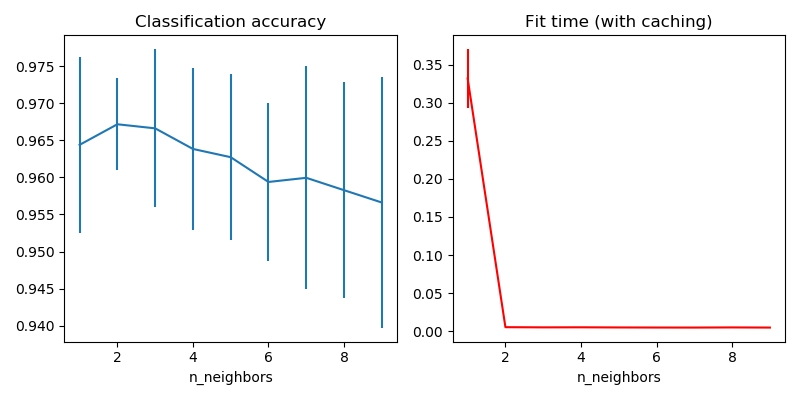 Classification accuracy
0.975
0.970
0.965
0.960
0.955
0.950
0.945
0.940
2 4 6 8
n_neighbors
Fit time (with caching)
0.35
0.30
0.25
0.20
0.15
0.10
0.05
0.00
2 4 6 8
n_neighbors